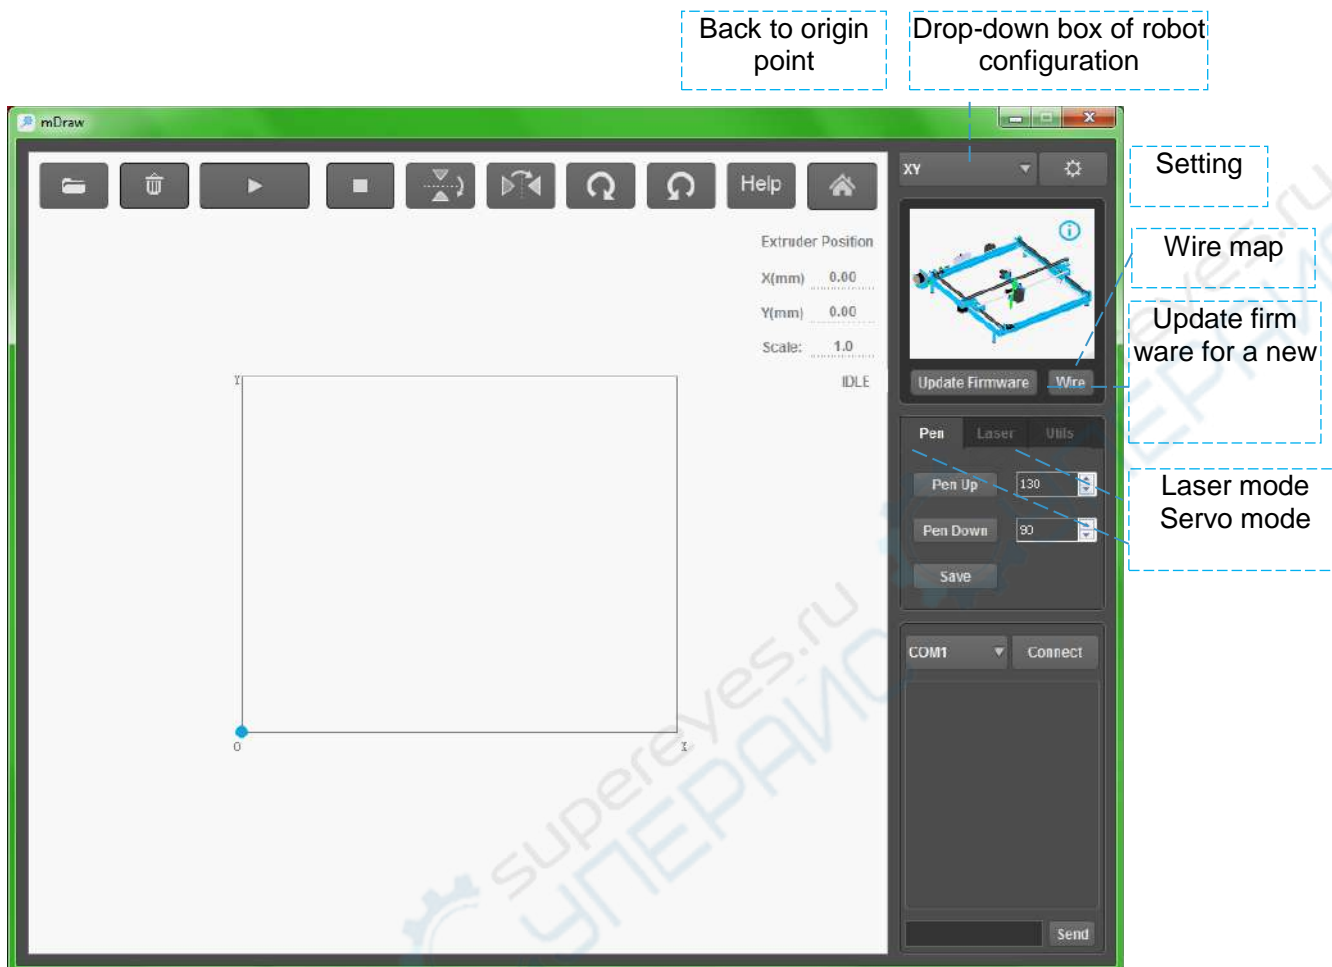 Back to origin
point
Drop-down box of robot
configuration
mDraw
Help
XY
Setting
Extruder Position
X(mm) 0.00
Y(mm) 0.00
Scale: 1.0
IDLE
Wire map
Update firm
ware for a new
Update Firmware
Wire
Pen
Laser
Utils
Pen Up
130
Pen Down
90
Save
Laser mode
Servo mode
Y
O
X
COM1
Connect
Send
supereyes.ru
СУПЕРАЙС